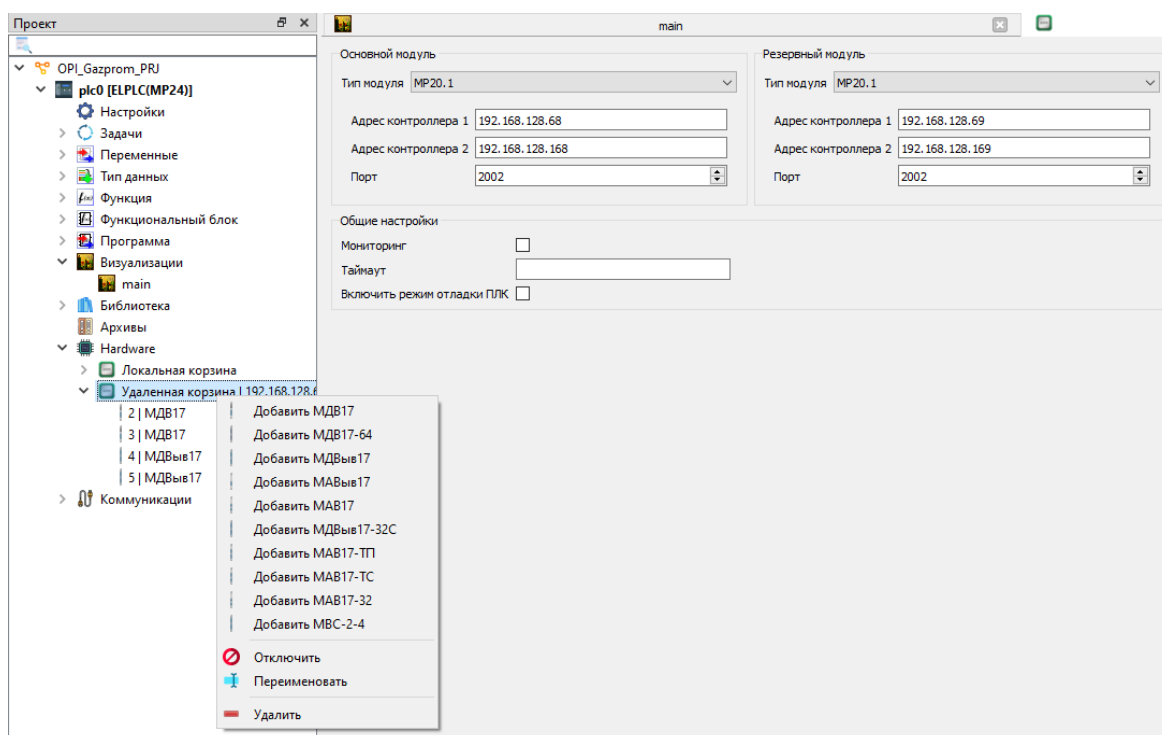 Проект
main
OPI_Gazprom_PRJ
plc0 [ELPLC(MP24)]
Настройки
Задачи
Переменные
Тип данных
Функция
Функциональный блок
Программа
Визуализации
main
Библиотека
Архивы
Hardware
Локальная корзина
Удаленная корзина | 192.168.128.6
2 | МДВ17
3 | МДВ17
4 | МДВыв17
5 | МДВыв17
Коммуникации
Добавить МДВ17
Добавить МДВ17-64
Добавить МДВыв17
Добавить МАВыв17
Добавить МАВ17
Добавить МДВыв17-32С
Добавить МАВ17-ТП
Добавить МАВ17-ТС
Добавить МАВ17-32
Добавить МВС-2-4
Отключить
Переименовать
Удалить
Основной модуль
Тип модуля MP20.1
Адрес контроллера 1 192.168.128.68
Адрес контроллера 2 192.168.128.168
Порт 2002
Резервный модуль
Тип модуля MP20.1
Адрес контроллера 1 192.168.128.69
Адрес контроллера 2 192.168.128.169
Порт 2002
Общие настройки
Мониторинг
Таймаут
Включить режим отладки ПЛК